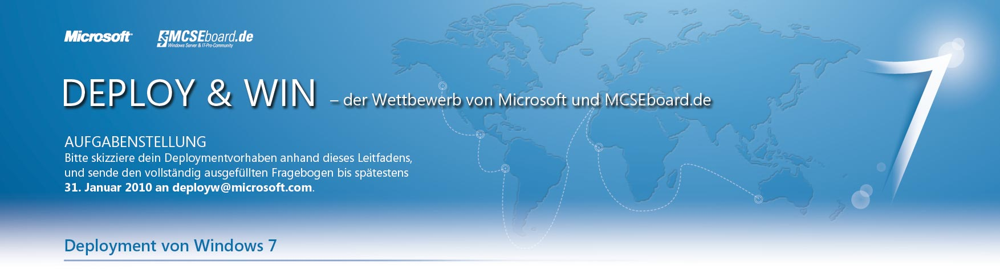 Microsoft® MCSEboard.de
Windows Server & IT-Pro-Community
DEPLOY & WIN – der Wettbewerb von Microsoft und MCSEboard.de
7
AUFGABENSTELLUNG
Bitte skizziere dein Deploymentvorhaben anhand dieses Leitfadens,
und sende den vollständig ausgefüllten Fragebogen bis spätestens
31. Januar 2010 an deployw@microsoft.com.
Deployment von Windows 7